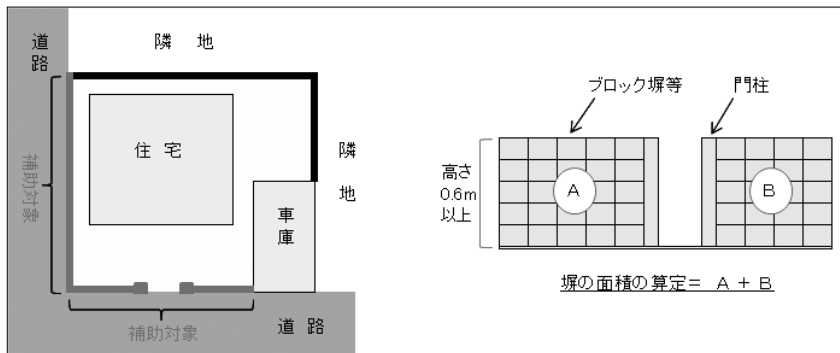 道路
隣 地
住 宅
補助対象
隣地
車庫
補助対象
道 路
ブロック塀等
門柱
高さ
0.6m
以上
A
B
塀の面積の算定= A + B